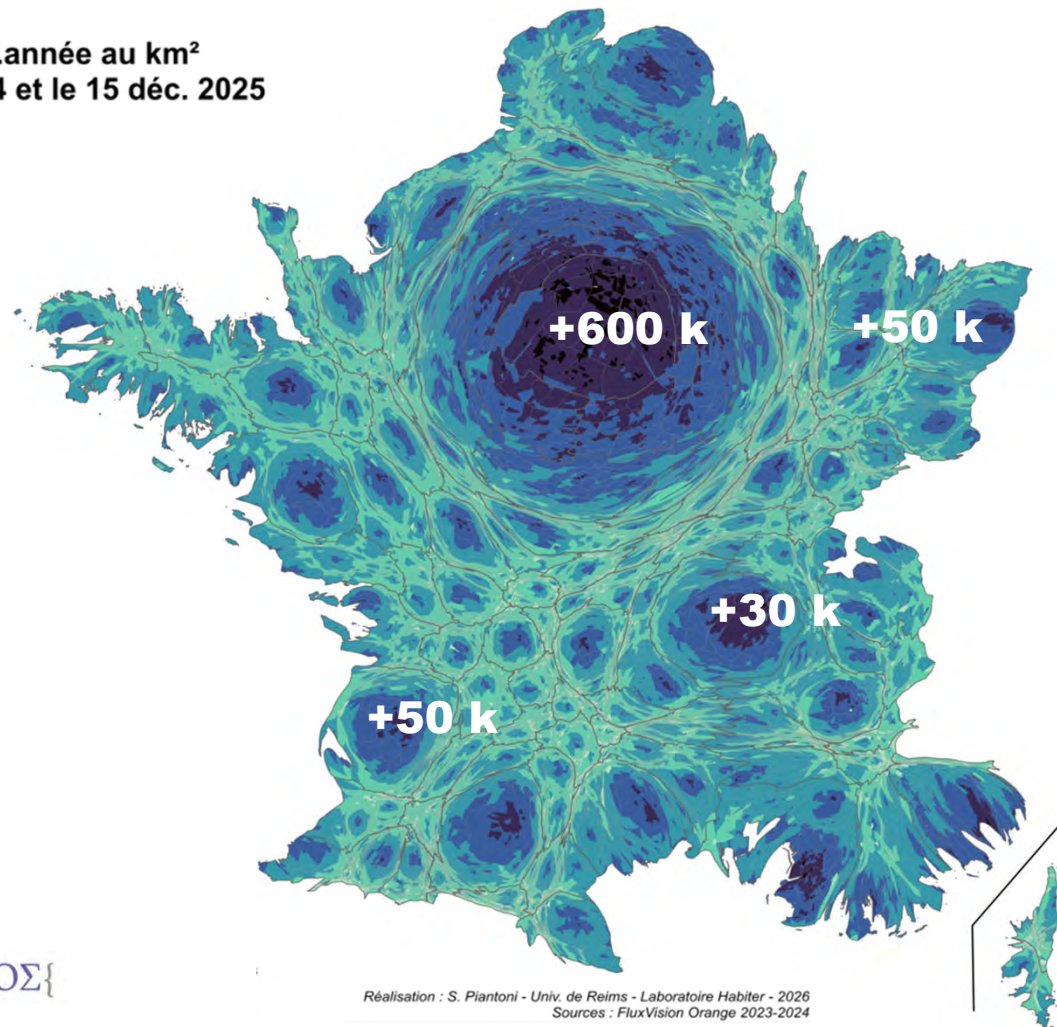 .année au km²
4 et le 15 déc. 2025
+600 k
+50 k
+30 k
+50 k
ΟΣ{
Réalisation : S. Piantoni - Univ. de Reims - Laboratoire Habiter - 2026
Sources : FluxVision Orange 2023-2024